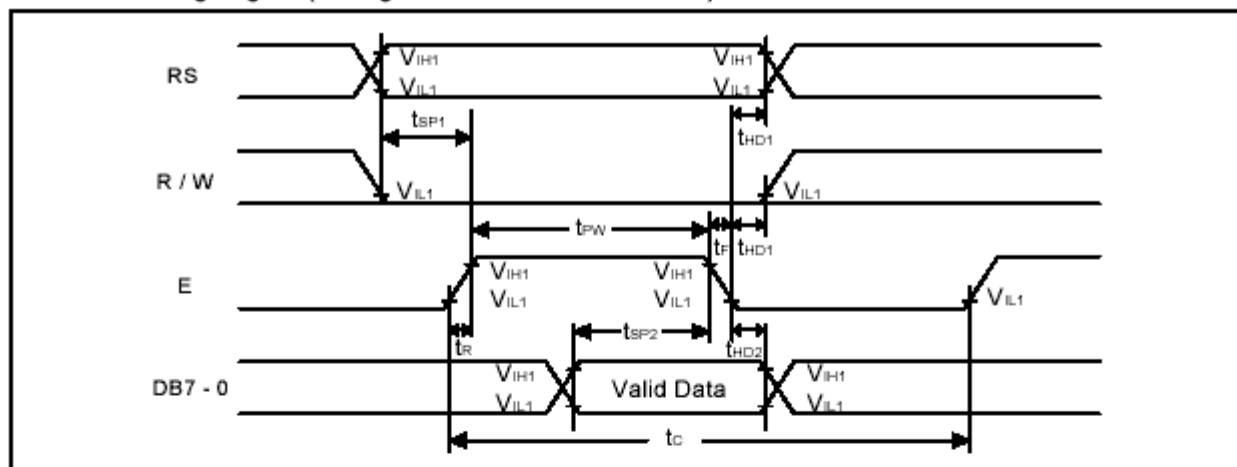 RS
VIH1 VIH1
VIL1 VIL1
tSP1 tHD1
R / W
VIL1 VIL1
tPW tF tHD1
E
VIH1 VIH1
VIL1 VIL1 VIL1
tR tSP2 tHD2
DB7 - 0
VIH1 Valid Data VIH1
VIL1 VIL1
tC